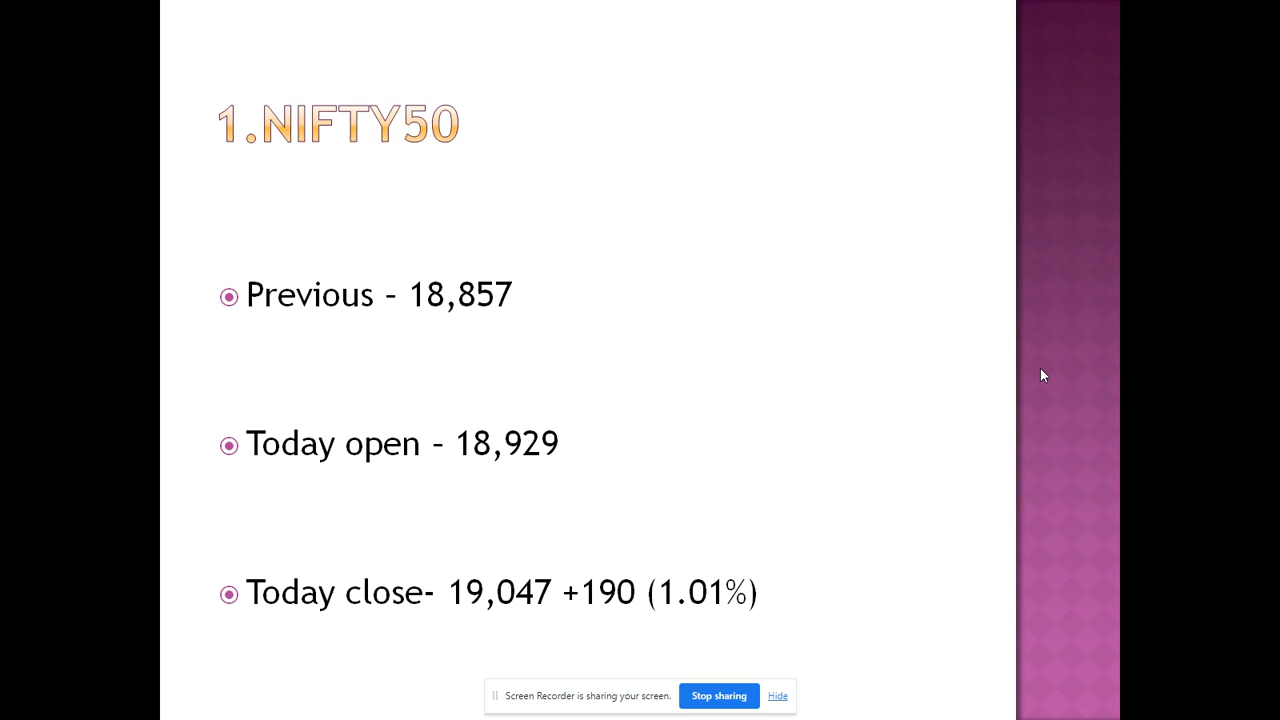 1.NIFTY50
Previous – 18,857
Today open – 18,929
Today close- 19,047 +190 (1.01%)
Screen Recorder is sharing your screen. Stop sharing Hide